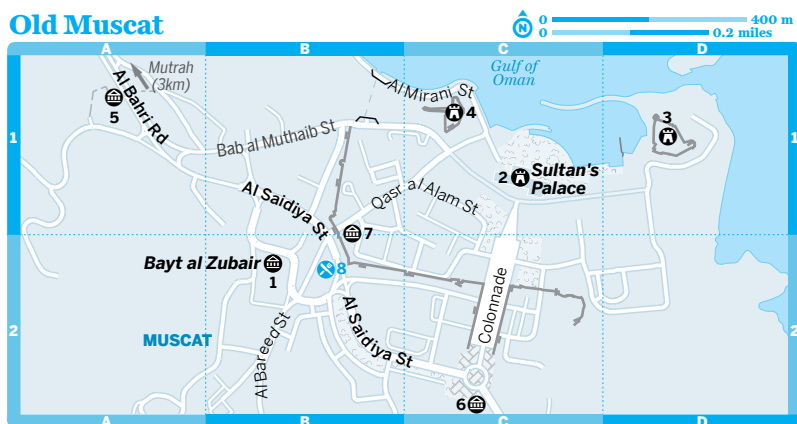 Old Muscat
N
0 400 m
0 0.2 miles
A B C D
Mutrah
(3km)
Al Bahri Rd
5
Gulf of
Oman
Al Mirani St
4
3
1 1
Bab al Muthaib St
2 Sultan's
Palace
Al Saidiya St
Qasr al Alam St
7
Bayt al Zubair
1
8
Colonnade
2 2
MUSCAT
Al Bareed St
Al Saidiya St
6
A B C D